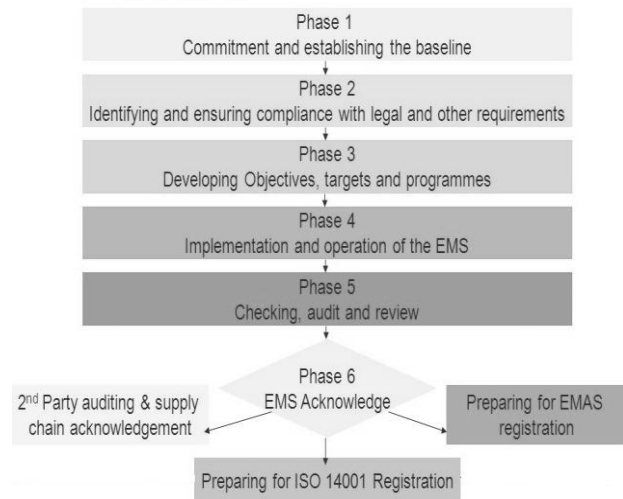 Phase 1
Commitment and establishing the baseline
Phase 2
Identifying and ensuring compliance with legal and other requirements
Phase 3
Developing Objectives, targets and programmes
Phase 4
Implementation and operation of the EMS
Phase 5
Checking, audit and review
Phase 6
EMS Acknowledge
2nd Party auditing & supply
chain acknowledgement
Preparing for EMAS
registration
Preparing for ISO 14001 Registration